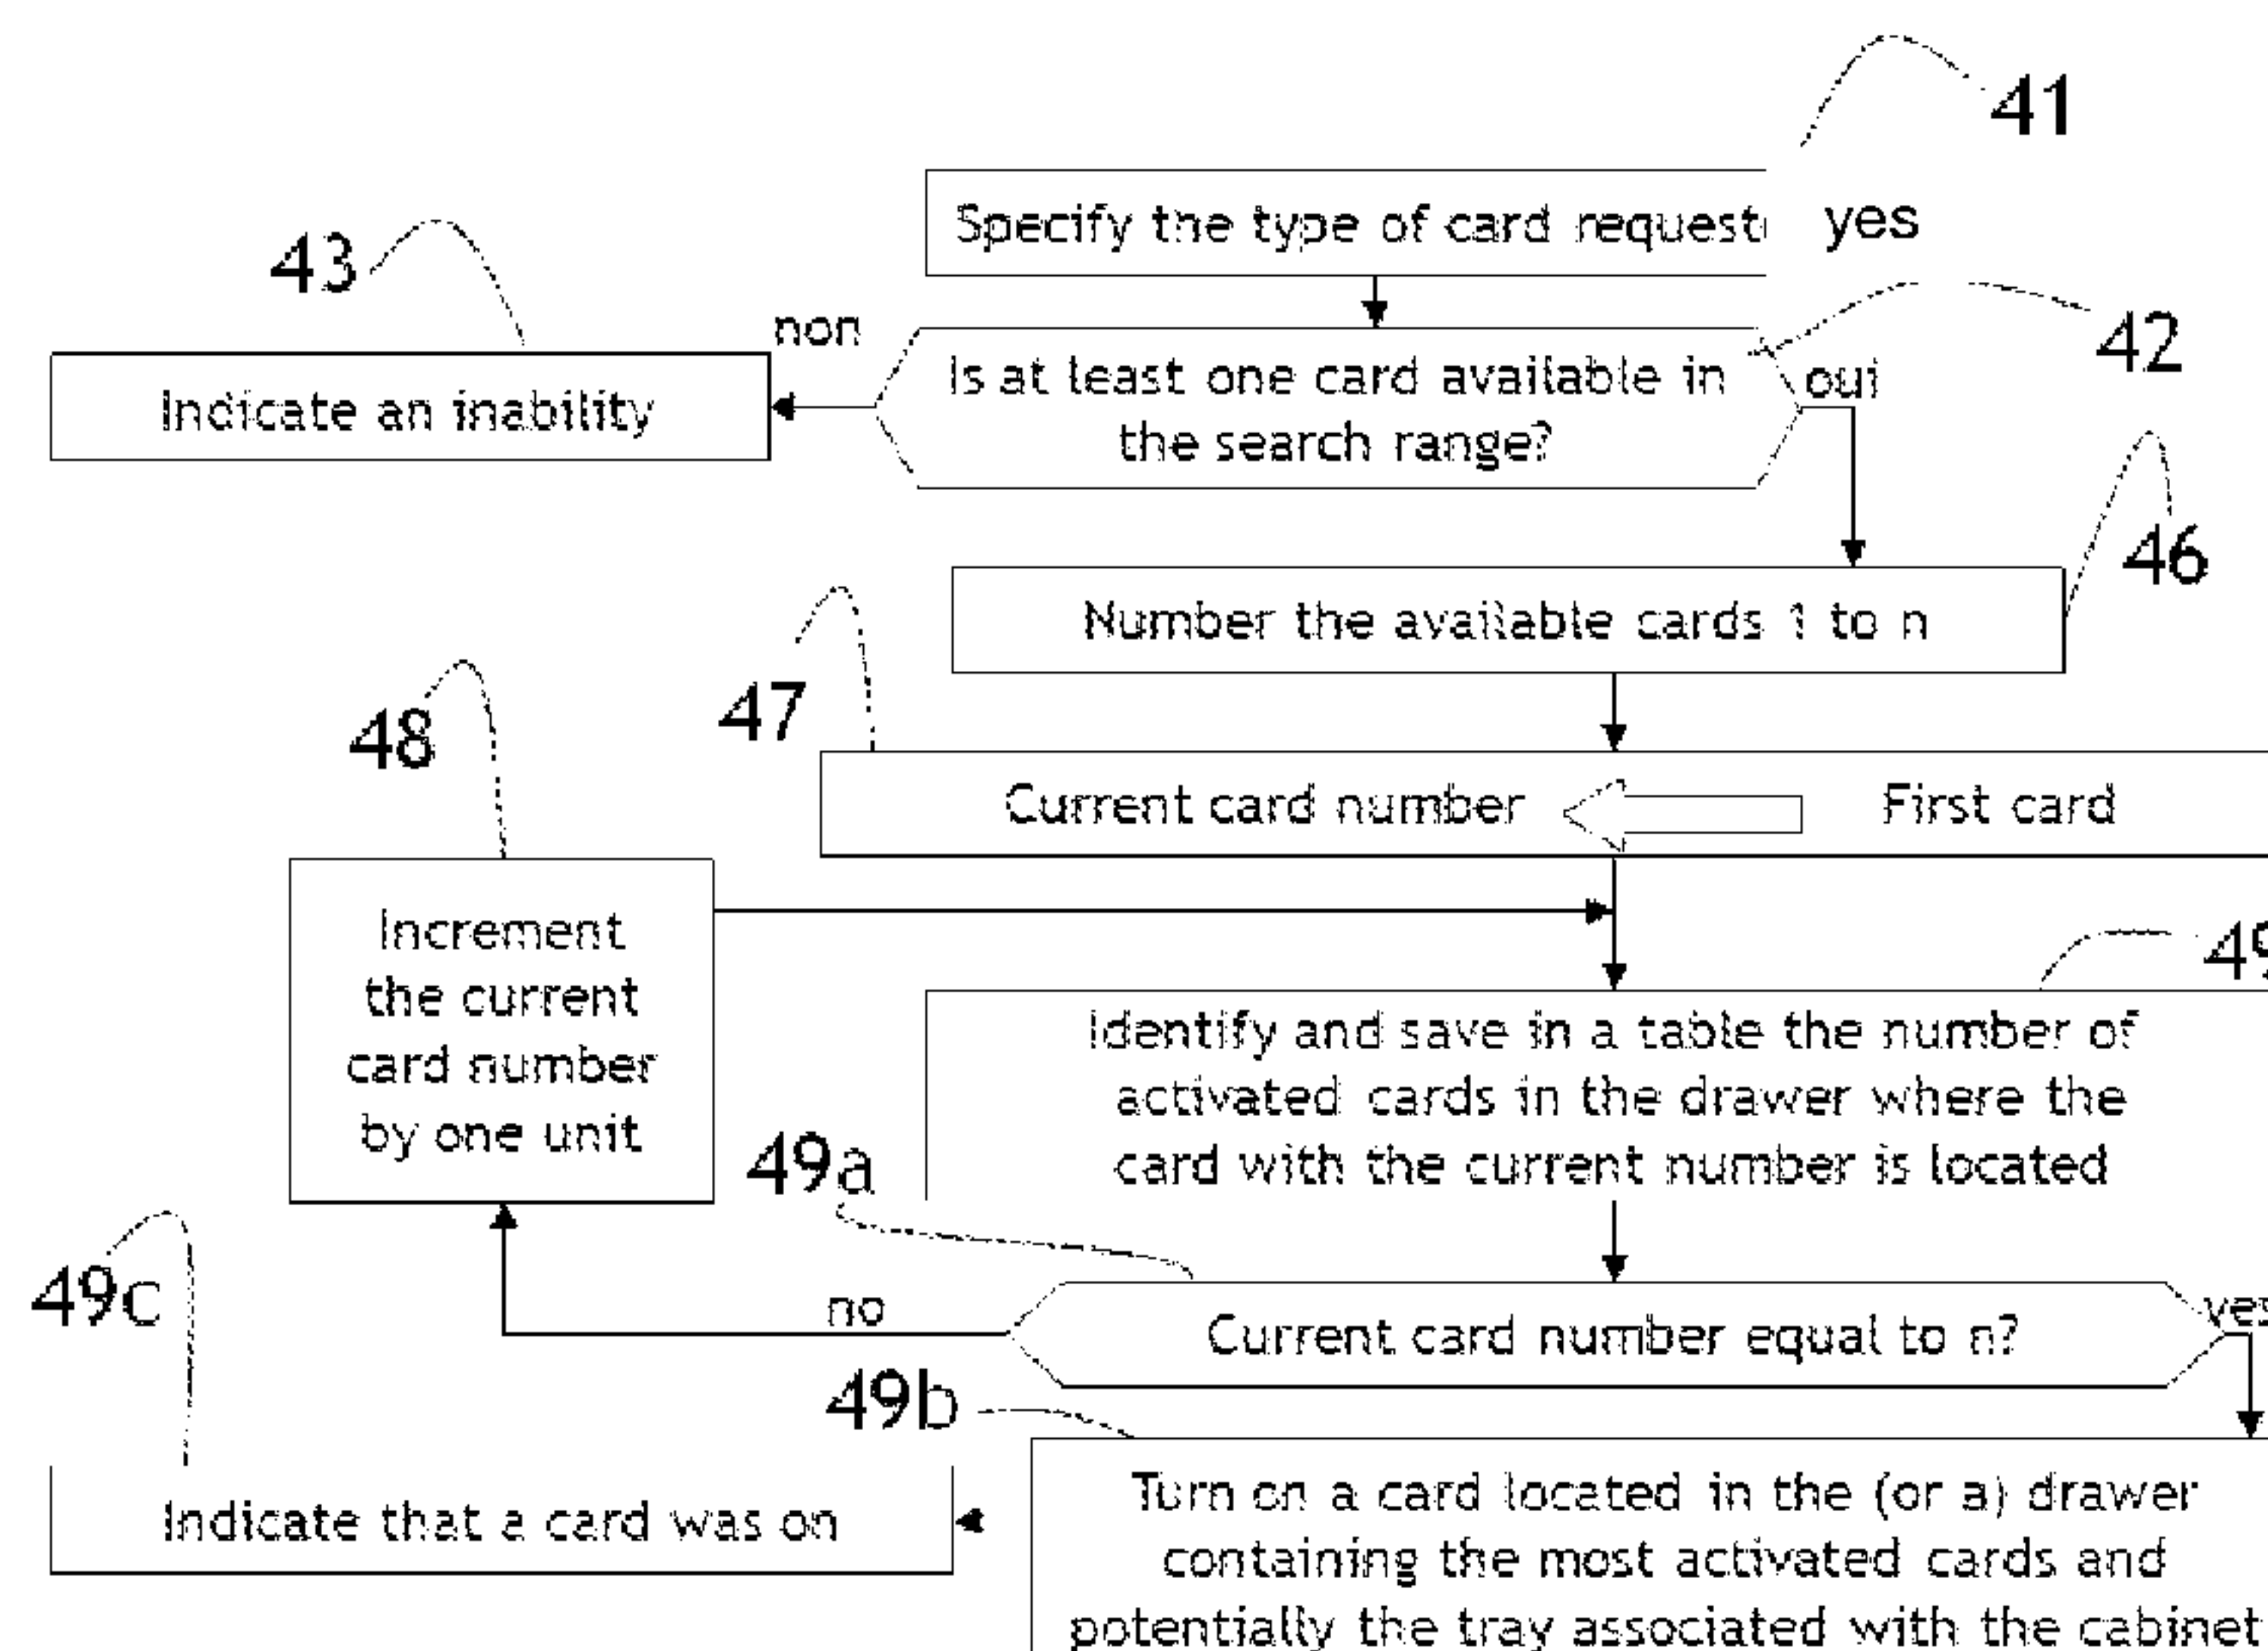 41
Specify the type of card
yes
43
non
42
Is at least one card available in
the search range?
oui
Indicate an inability
46
Number the available cards 1 to n
47
48
Current card number
First card
Increment
the current
card number
by one unit
49
Identify and save in a table the number of
activated cards in the drawer where the
card with the current number is located
49a
49c
no
Current card number equal to n?
yes
49b
Turn on a card located in the (or a) drawer
containing the most activated cards and
potentially the tray associated with the cabinet
Indicate that a card was on